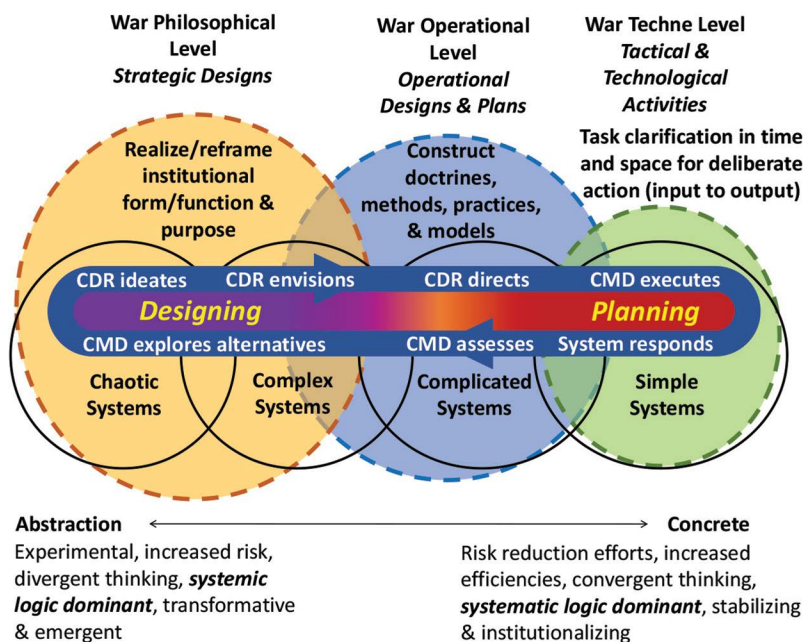 War Philosophical
Level
Strategic Designs
War Operational
Level
Operational
Designs & Plans
War Techne Level
Tactical &
Technological
Activities
Realize/reframe
institutional
form/function &
purpose
Construct
doctrines,
methods, practices,
& models
Task clarification in time
and space for deliberate
action (input to output)
CDR ideates
CDR envisions
CDR directs
CMD executes
Designing
Planning
CMD explores alternatives
CMD assesses
System responds
Chaotic
Systems
Complex
Systems
Complicated
Systems
Simple
Systems
Abstraction
Experimental, increased risk,
divergent thinking, systemic
logic dominant, transformative
& emergent
Concrete
Risk reduction efforts, increased
efficiencies, convergent thinking,
systematic logic dominant, stabilizing
& institutionalizing